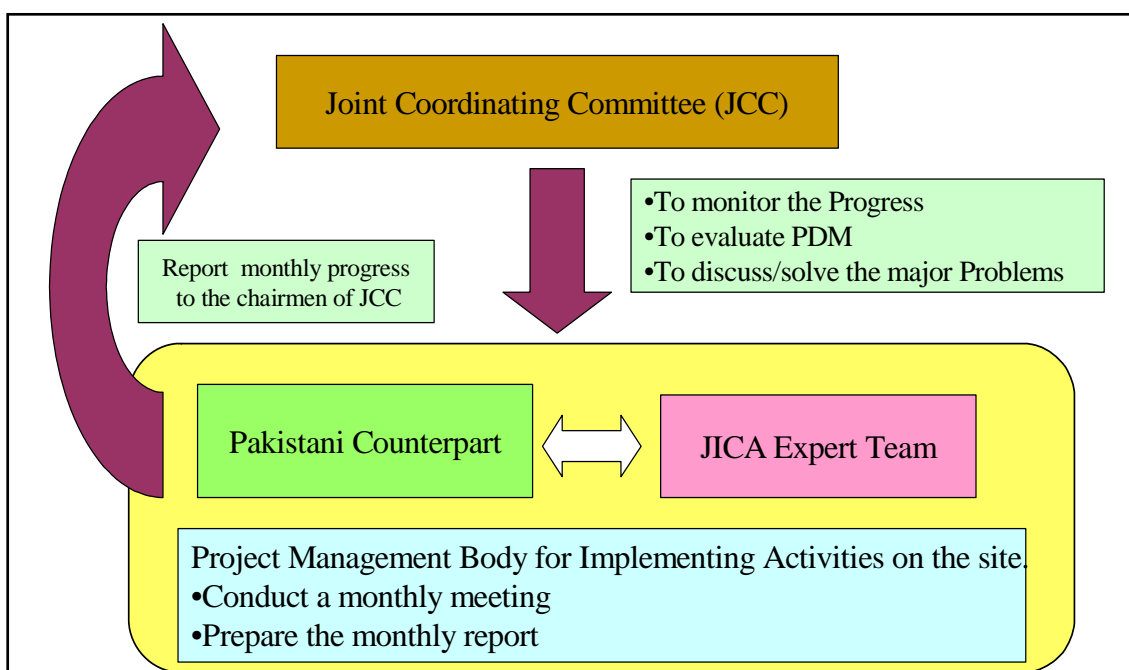 Joint Coordinating Committee (JCC)
•To monitor the Progress
•To evaluate PDM
•To discuss/solve the major Problems
Report monthly progress
to the chairmen of JCC
Pakistani Counterpart
JICA Expert Team
Project Management Body for Implementing Activities on the site.
•Conduct a monthly meeting
•Prepare the monthly report